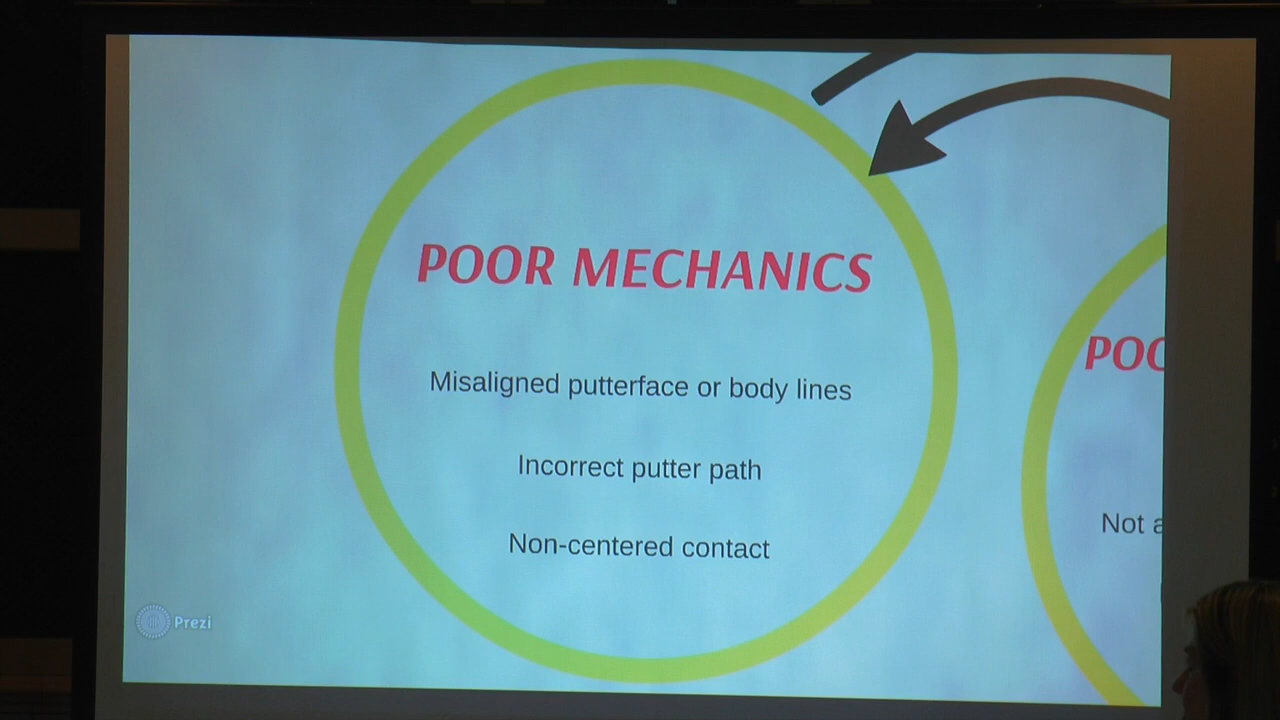 POOR MECHANICS
Misaligned putterface or body lines
Incorrect putter path
Non-centered contact
POO
Not a
Prezi